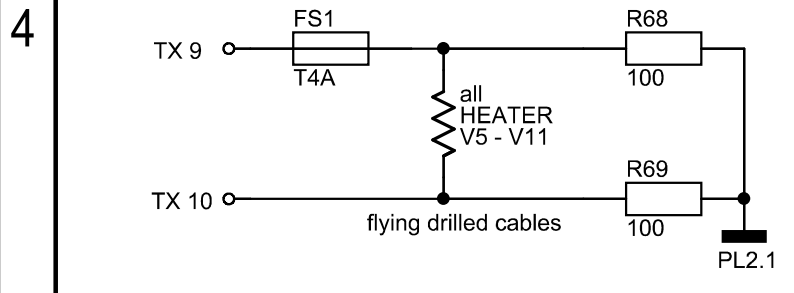 4
FS1
R68
TX 9
T4A
100
all
HEATER
V5 - V11
R69
TX 10
100
flying drilled cables
PL2.1